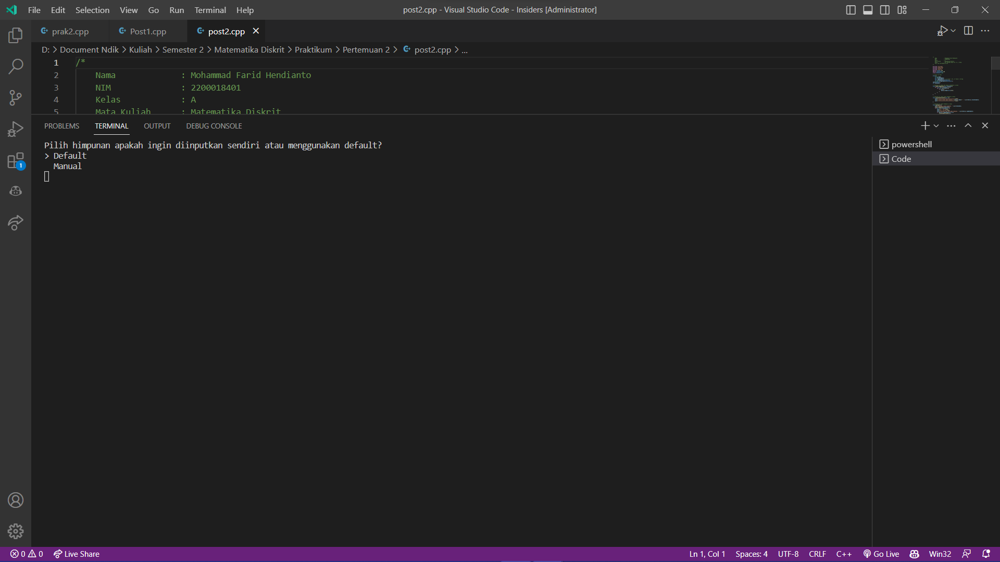 File Edit Selection View Go Run Terminal Help
post2.cpp - Visual Studio Code - Insiders [Administrator]
prak2.cpp Post1.cpp post2.cpp
D: > Document Ndik > Kuliah > Semester 2 > Matematika Diskrit > Praktikum > Pertemuan 2 > post2.cpp > ...
1 /*
2 Nama : Mohammad Farid Hendianto
3 NIM : 2200018401
4 Kelas : A
5 Mata Kuliah : Matematika Diskrit
PROBLEMS TERMINAL OUTPUT DEBUG CONSOLE
Pilih himpunan apakah ingin diinputkan sendiri atau menggunakan default?
> Default
Manual
powershell
Code
1
0 0 Live Share
Ln 1, Col 1 Spaces: 4 UTF-8 CRLF C++ Go Live Win32